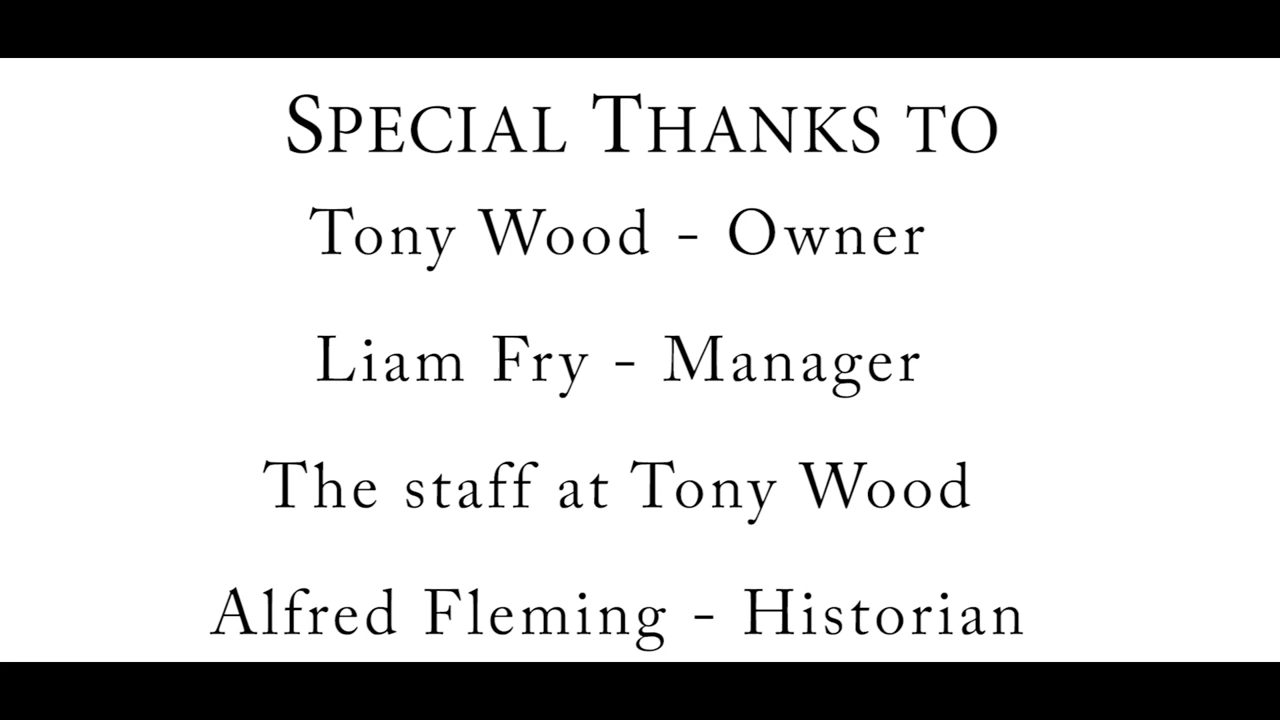 Special Thanks to
Tony Wood - Owner
Liam Fry - Manager
The staff at Tony Wood
Alfred Fleming - Historian